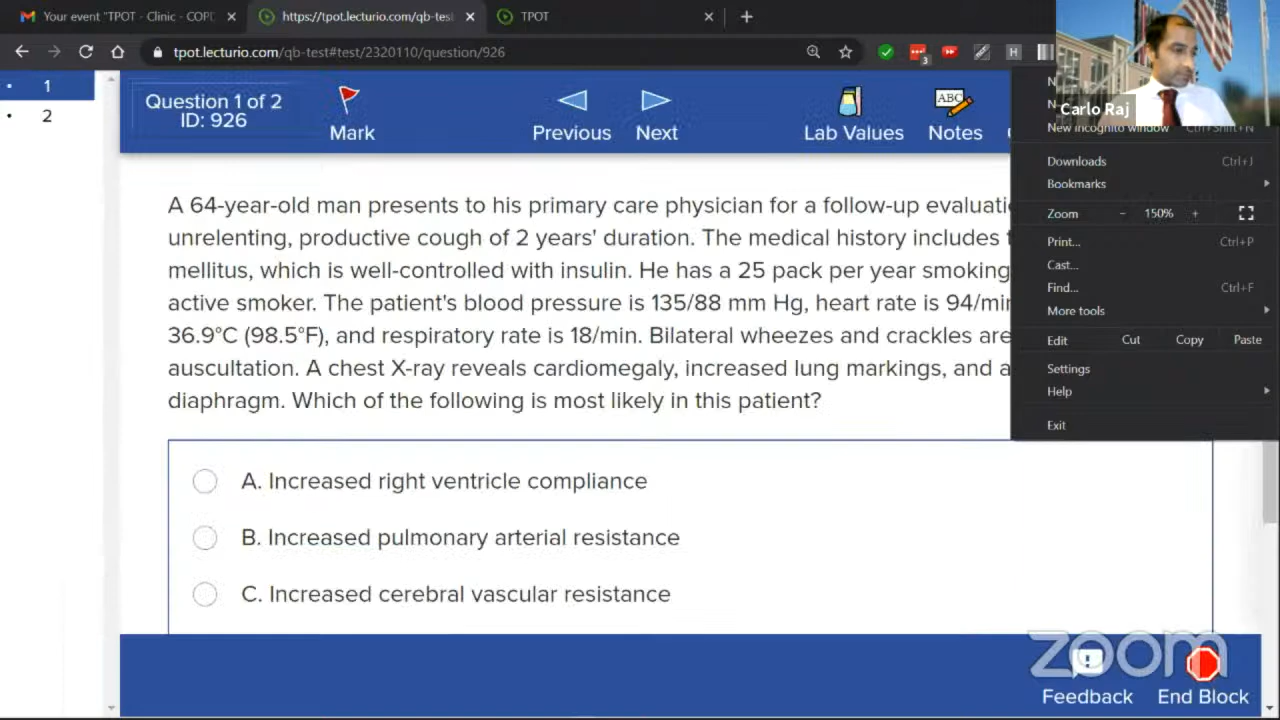 Your event "TPOT - Clinic - COPD
https://tpot.lecturio.com/qb-test
TPOT
tpot.lecturio.com/qb-test#test/2320110/question/926
3
H
Carlo Raj
1
2
Question 1 of 2
ID: 926
Mark
Previous
Next
Lab Values
ABC
Notes
New incognito window Ctrl+Shift+N
Downloads Ctrl+J
Bookmarks
Zoom - 150% +
Print... Ctrl+P
Cast...
Find... Ctrl+F
More tools
Edit Cut Copy Paste
Settings
Help
Exit
A 64-year-old man presents to his primary care physician for a follow-up
unrelenting, productive cough of 2 years' duration. The medical history includes
mellitus, which is well-controlled with insulin. He has a 25 pack per year smoking
active smoker. The patient's blood pressure is 135/88 mm Hg, heart rate is 94/min
36.9°C (98.5°F), and respiratory rate is 18/min. Bilateral wheezes and crackles are
auscultation. A chest X-ray reveals cardiomegaly, increased lung markings, and
diaphragm. Which of the following is most likely in this patient?
A. Increased right ventricle compliance
B. Increased pulmonary arterial resistance
C. Increased cerebral vascular resistance
zoom
Feedback
End Block